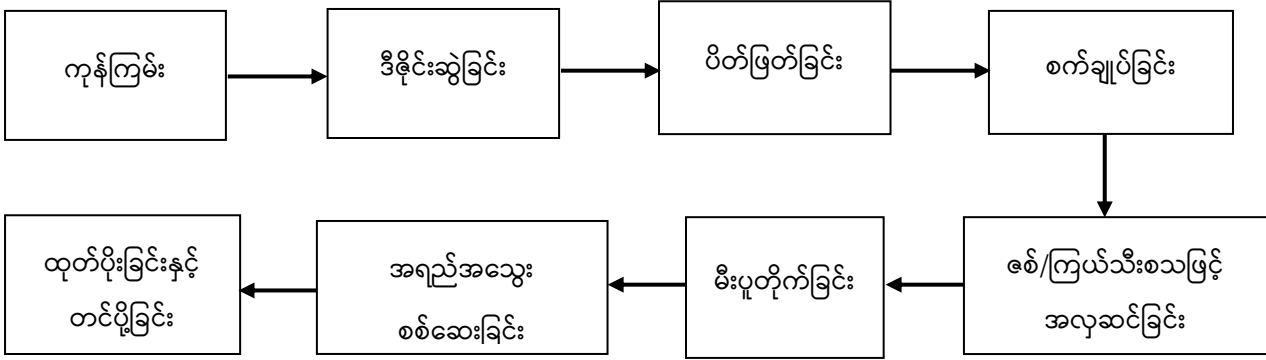 ကုန်ကြမ်း
ဒီဇိုင်းဆွဲခြင်း
ပိတ်ဖြတ်ခြင်း
စက်ချုပ်ခြင်း
ဇစ်/ကြယ်သီးစသဖြင့်
အလှဆင်ခြင်း
မီးပူတိုက်ခြင်း
အရည်အသွေး
စစ်ဆေးခြင်း
ထုတ်ပိုးခြင်းနှင့်
တင်ပို့ခြင်း